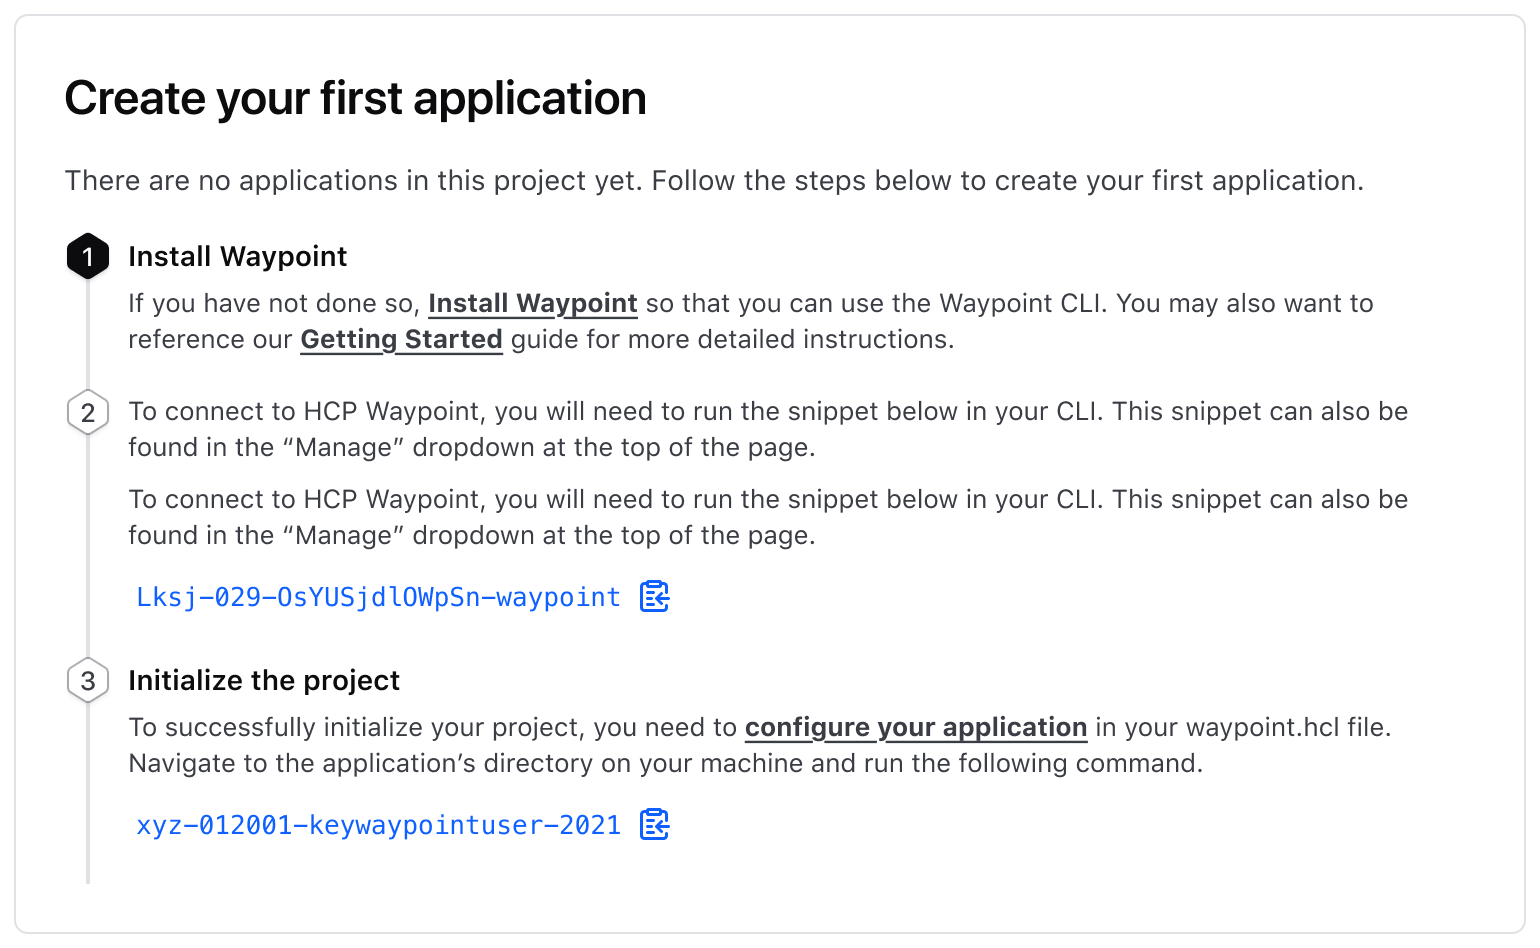 Create your first application
There are no applications in this project yet. Follow the steps below to create your first application.
1 Install Waypoint
If you have not done so, Install Waypoint so that you can use the Waypoint CLI. You may also want to
reference our Getting Started guide for more detailed instructions.
2 To connect to HCP Waypoint, you will need to run the snippet below in your CLI. This snippet can also be
found in the “Manage” dropdown at the top of the page.
To connect to HCP Waypoint, you will need to run the snippet below in your CLI. This snippet can also be
found in the “Manage” dropdown at the top of the page.
Lksj-029-OsYUSjdlOWpSn-waypoint
3 Initialize the project
To successfully initialize your project, you need to configure your application in your waypoint.hcl file.
Navigate to the application’s directory on your machine and run the following command.
xyz-012001-keywaypointuser-2021